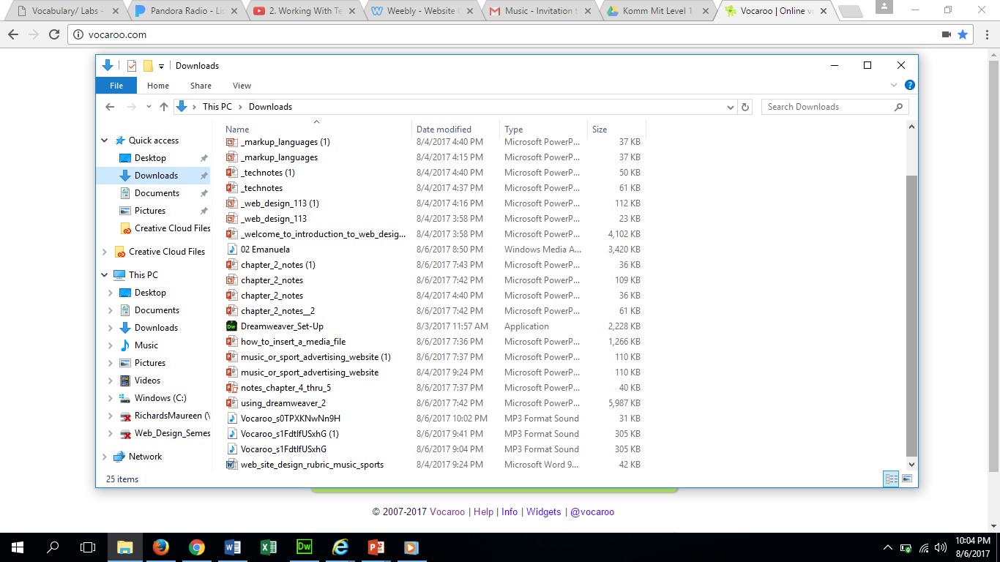 Vocabulary/ Labs - Pandora Radio - Lis 2. Working With Te Weebly - Website Music - Invitation t Komm Mit Level 1 Vocaroo | Online v
vocaroo.com
Downloads
File Home Share View
This PC Downloads Search Downloads
Name Date modified Type Size
Quick access
Desktop
Downloads
Documents
Pictures
Creative Cloud Files
Creative Cloud Files
This PC
Desktop
Documents
Downloads
Music
Pictures
Videos
Windows (C:)
RichardsMaureen (\
Web_Design_Semes
Network
_markup_languages (1) 8/4/2017 4:40 PM Microsoft PowerP... 37 KB
_markup_languages 8/4/2017 4:15 PM Microsoft PowerP... 37 KB
_technotes (1) 8/4/2017 4:40 PM Microsoft PowerP... 50 KB
_technotes 8/4/2017 4:37 PM Microsoft PowerP... 61 KB
_web_design_113 (1) 8/4/2017 4:16 PM Microsoft PowerP... 112 KB
_web_design_113 8/4/2017 3:58 PM Microsoft PowerP... 23 KB
_welcome_to_introduction_to_web_desig... 8/4/2017 3:58 PM Microsoft PowerP... 4,102 KB
02 Emanuela 8/6/2017 8:50 PM Windows Media A... 3,420 KB
chapter_2_notes (1) 8/6/2017 7:43 PM Microsoft PowerP... 36 KB
chapter_2_notes 8/6/2017 7:42 PM Microsoft PowerP... 109 KB
chapter_2_notes 8/4/2017 4:40 PM Microsoft PowerP... 36 KB
chapter_2_notes__2 8/6/2017 7:42 PM Microsoft PowerP... 61 KB
Dreamweaver_Set-Up 8/3/2017 11:57 AM Application 2,228 KB
how_to_insert_a_media_file 8/6/2017 7:36 PM Microsoft PowerP... 1,266 KB
music_or_sport_advertising_website (1) 8/6/2017 7:37 PM Microsoft PowerP... 110 KB
music_or_sport_advertising_website 8/4/2017 9:24 PM Microsoft PowerP... 110 KB
notes_chapter_4_thru_5 8/6/2017 7:37 PM Microsoft PowerP... 40 KB
using_dreamweaver_2 8/6/2017 7:42 PM Microsoft PowerP... 5,987 KB
Vocaroo_s0TPXKNwNn9H 8/6/2017 10:02 PM MP3 Format Sound 31 KB
Vocaroo_s1FdtIfUSxhG (1) 8/6/2017 9:41 PM MP3 Format Sound 305 KB
Vocaroo_s1FdtIfUSxhG 8/6/2017 9:04 PM MP3 Format Sound 305 KB
web_site_design_rubric_music_sports 8/4/2017 9:24 PM Microsoft Word 9... 42 KB
25 items
© 2007-2017 Vocaroo | Help | Info | Widgets | @vocaroo
10:04 PM
8/6/2017